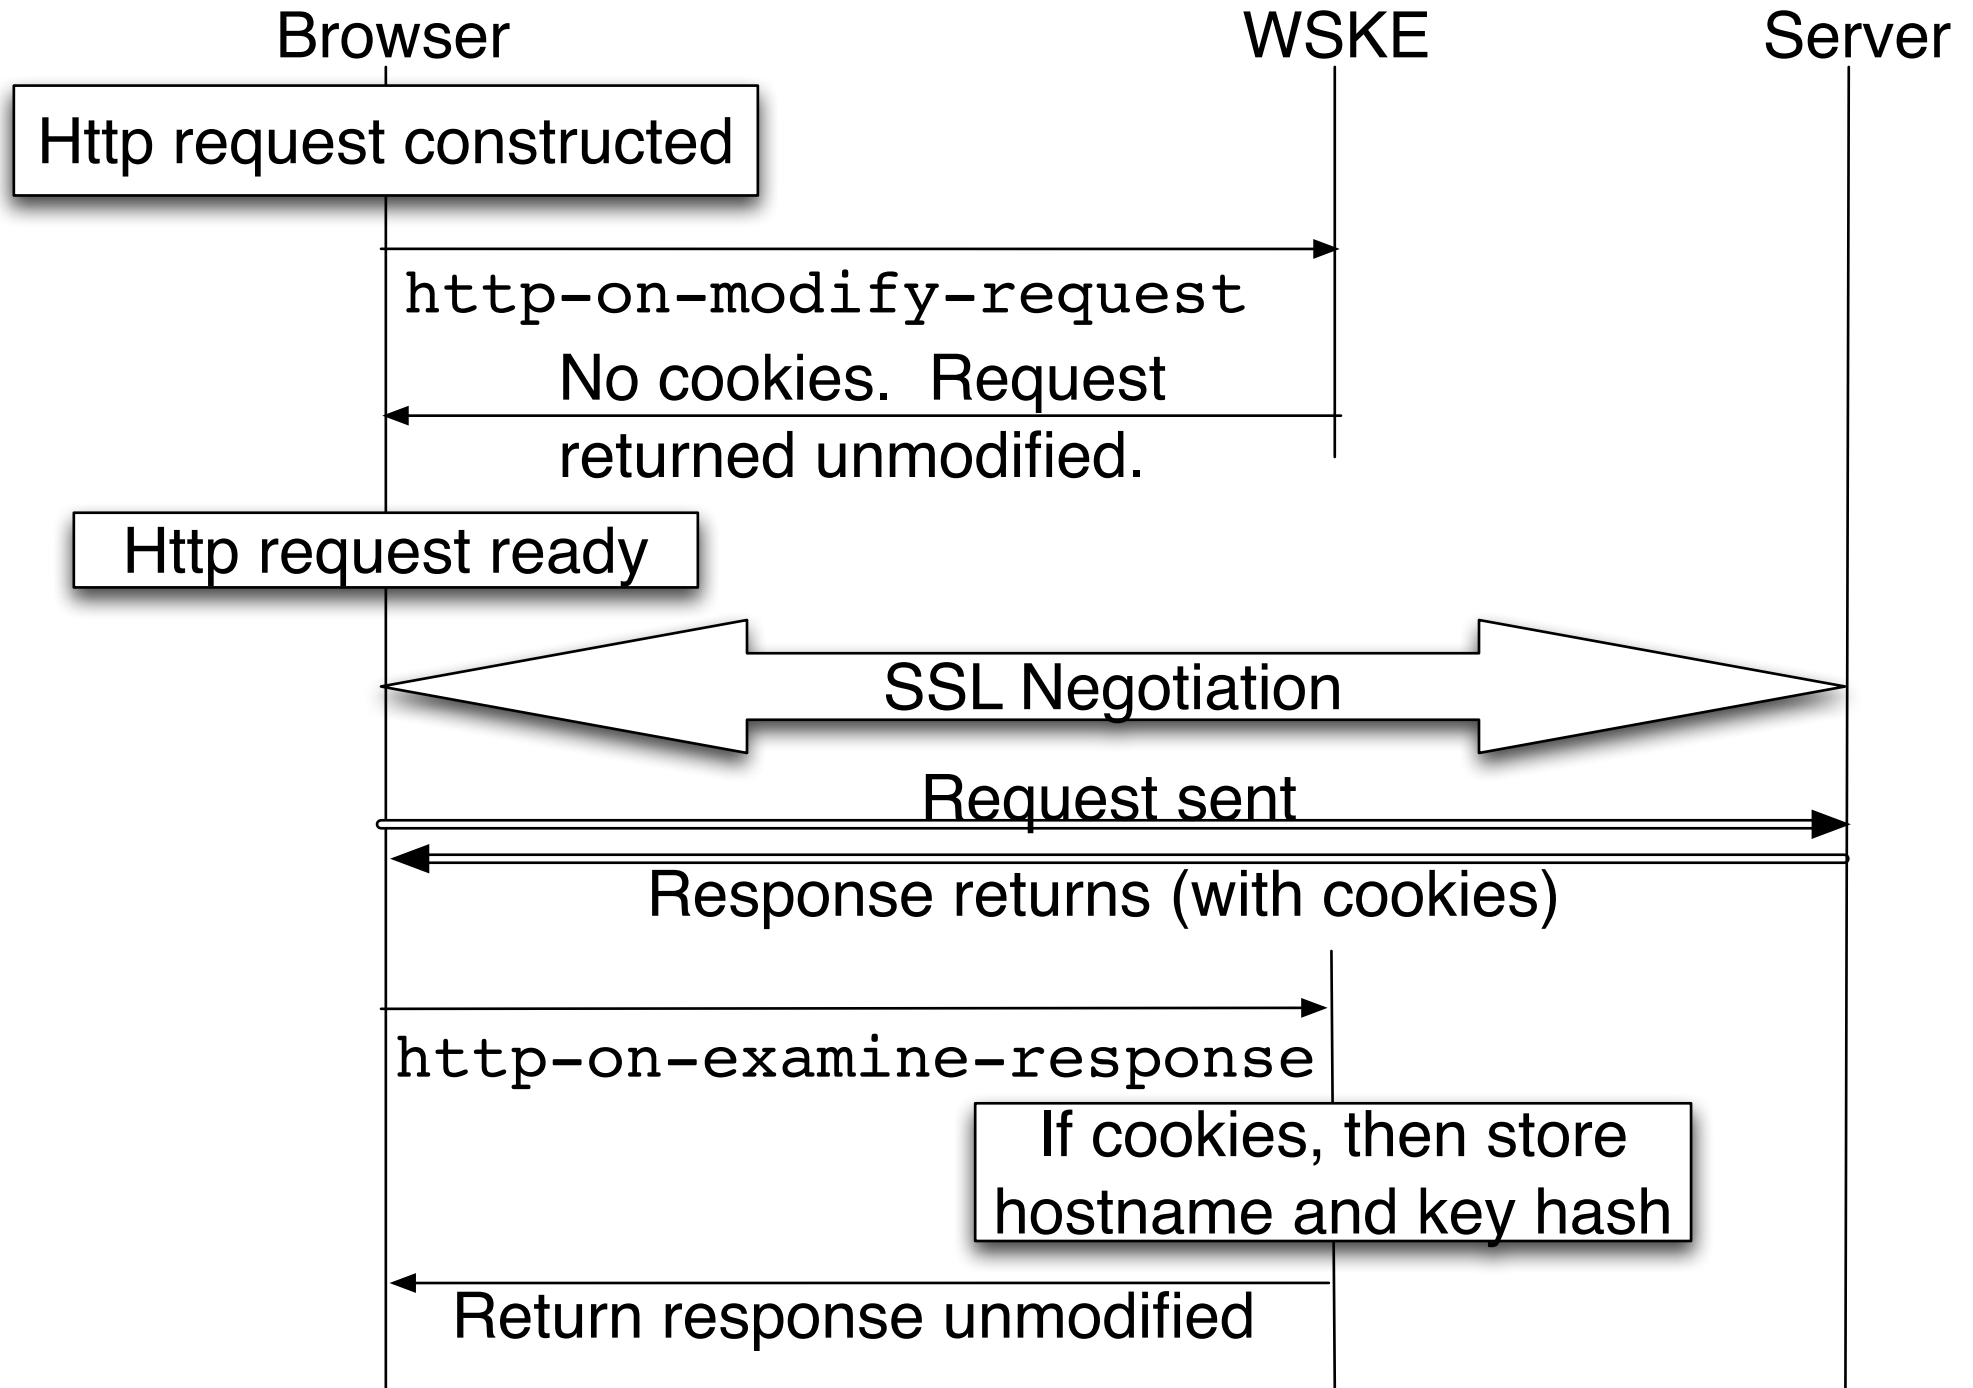 Browser
WSKE
Server
Http request constructed
http-on-modify-request
No cookies.  Request
returned unmodified.
Http request ready
SSL Negotiation
Request sent
Response returns (with cookies)
http-on-examine-response
If cookies, then store
hostname and key hash
Return response unmodified